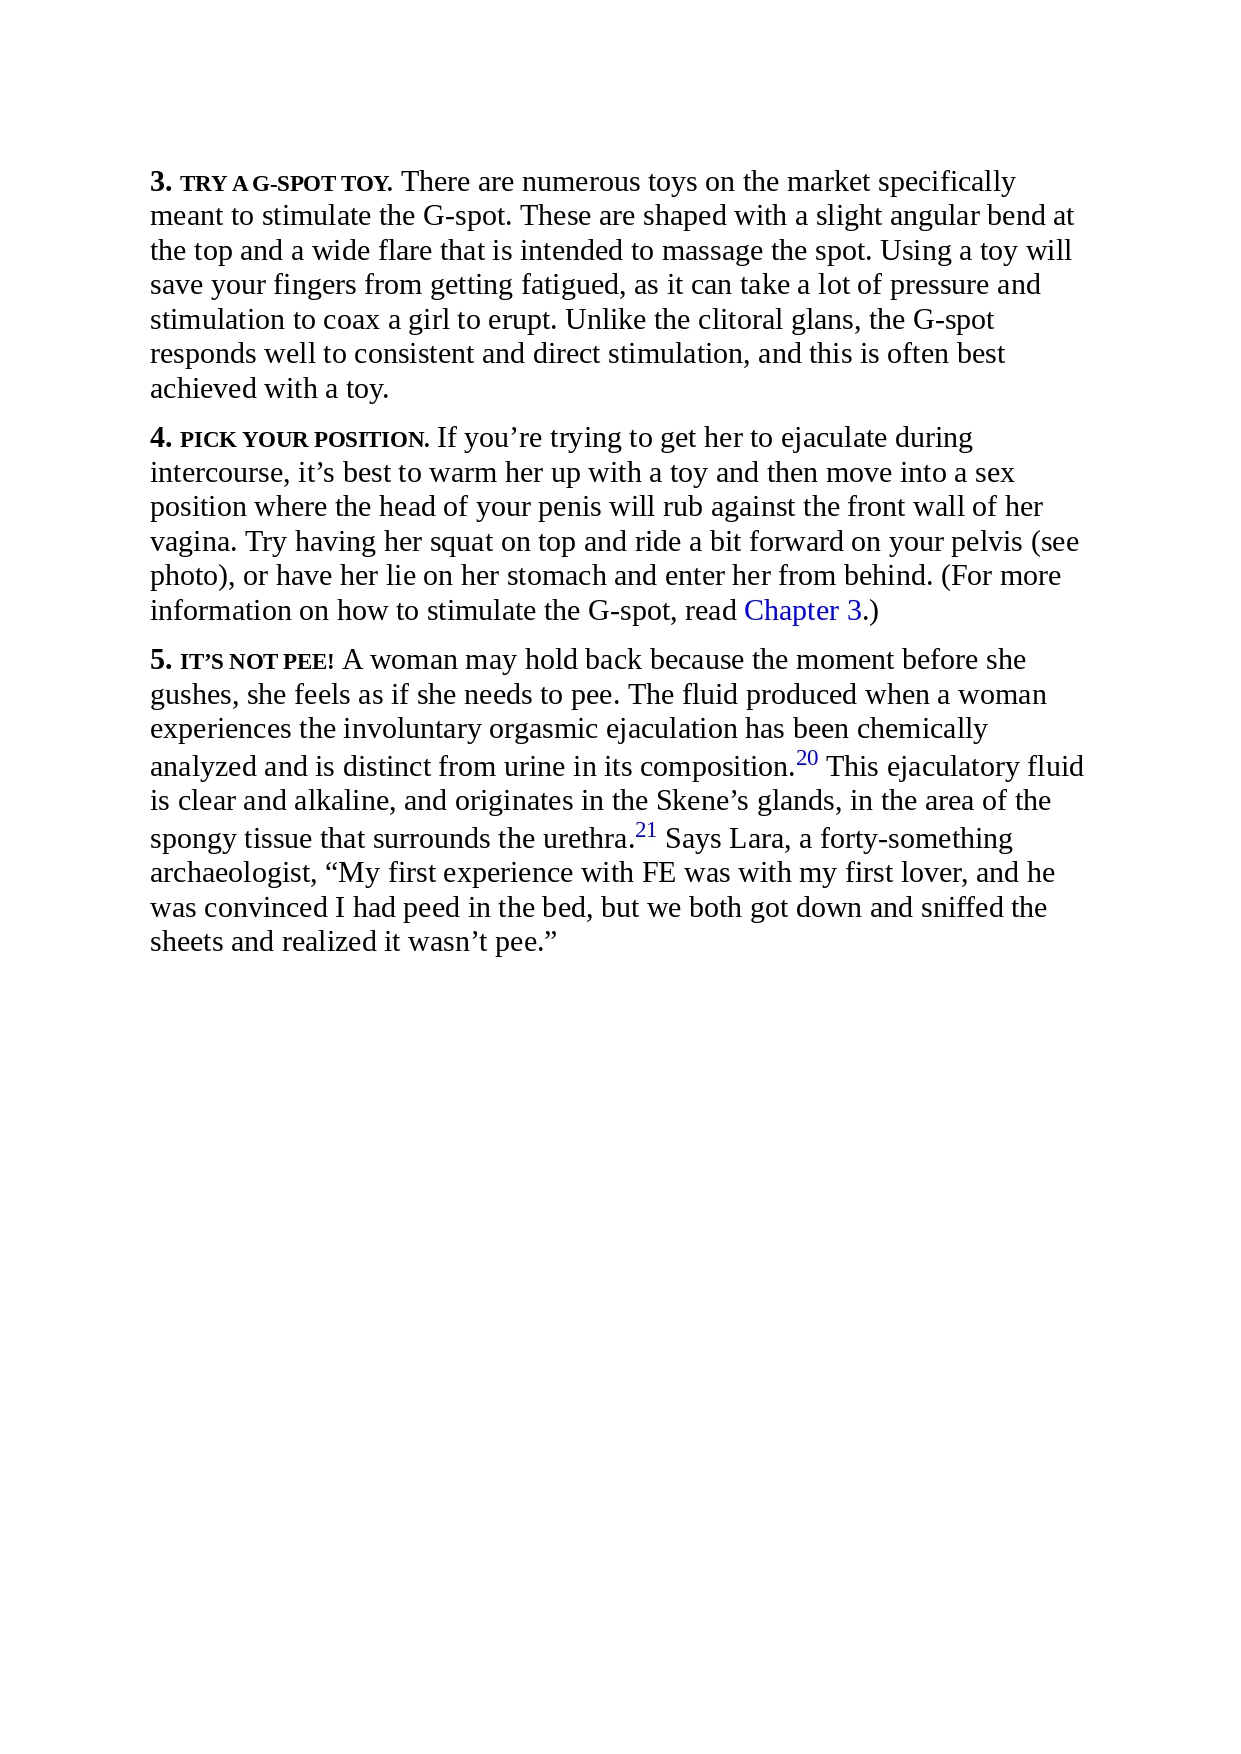 3. TRY A G-SPOT TOY. There are numerous toys on the market specifically
meant to stimulate the G-spot. These are shaped with a slight angular bend at
the top and a wide flare that is intended to massage the spot. Using a toy will
save your fingers from getting fatigued, as it can take a lot of pressure and
stimulation to coax a girl to erupt. Unlike the clitoral glans, the G-spot
responds well to consistent and direct stimulation, and this is often best
achieved with a toy.
4. PICK YOUR POSITION. If you’re trying to get her to ejaculate during
intercourse, it’s best to warm her up with a toy and then move into a sex
position where the head of your penis will rub against the front wall of her
vagina. Try having her squat on top and ride a bit forward on your pelvis (see
photo), or have her lie on her stomach and enter her from behind. (For more
information on how to stimulate the G-spot, read Chapter 3.)
5. IT’S NOT PEE! A woman may hold back because the moment before she
gushes, she feels as if she needs to pee. The fluid produced when a woman
experiences the involuntary orgasmic ejaculation has been chemically
analyzed and is distinct from urine in its composition.20 This ejaculatory fluid
is clear and alkaline, and originates in the Skene’s glands, in the area of the
spongy tissue that surrounds the urethra.21 Says Lara, a forty-something
archaeologist, “My first experience with FE was with my first lover, and he
was convinced I had peed in the bed, but we both got down and sniffed the
sheets and realized it wasn’t pee.”